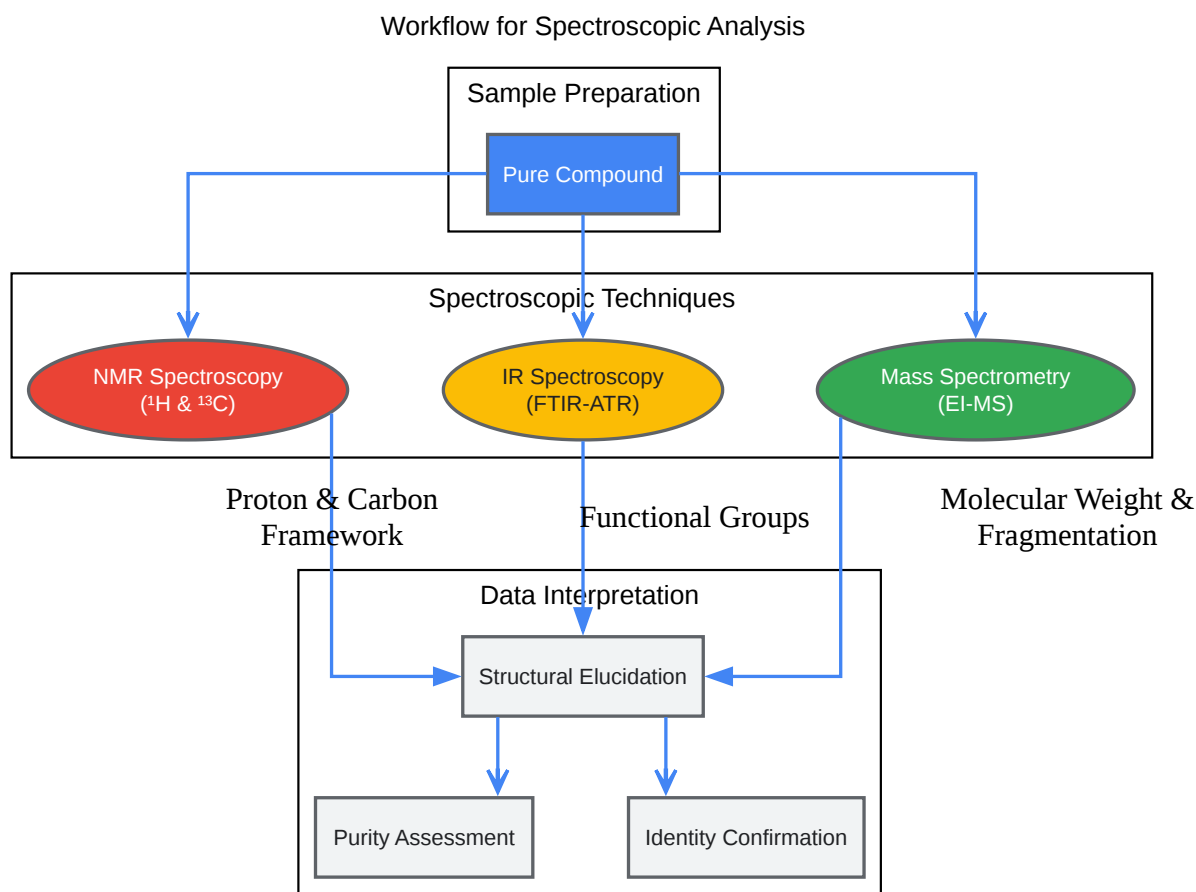 Workflow for Spectroscopic Analysis
Sample Preparation
Pure Compound
Spectroscopic Techniques
NMR Spectroscopy
(¹H & ¹³C)
IR Spectroscopy
(FTIR-ATR)
Mass Spectrometry
(EI-MS)
Proton & Carbon
Framework
Functional Groups
Molecular Weight &
Fragmentation
Data Interpretation
Structural Elucidation
Purity Assessment
Identity Confirmation